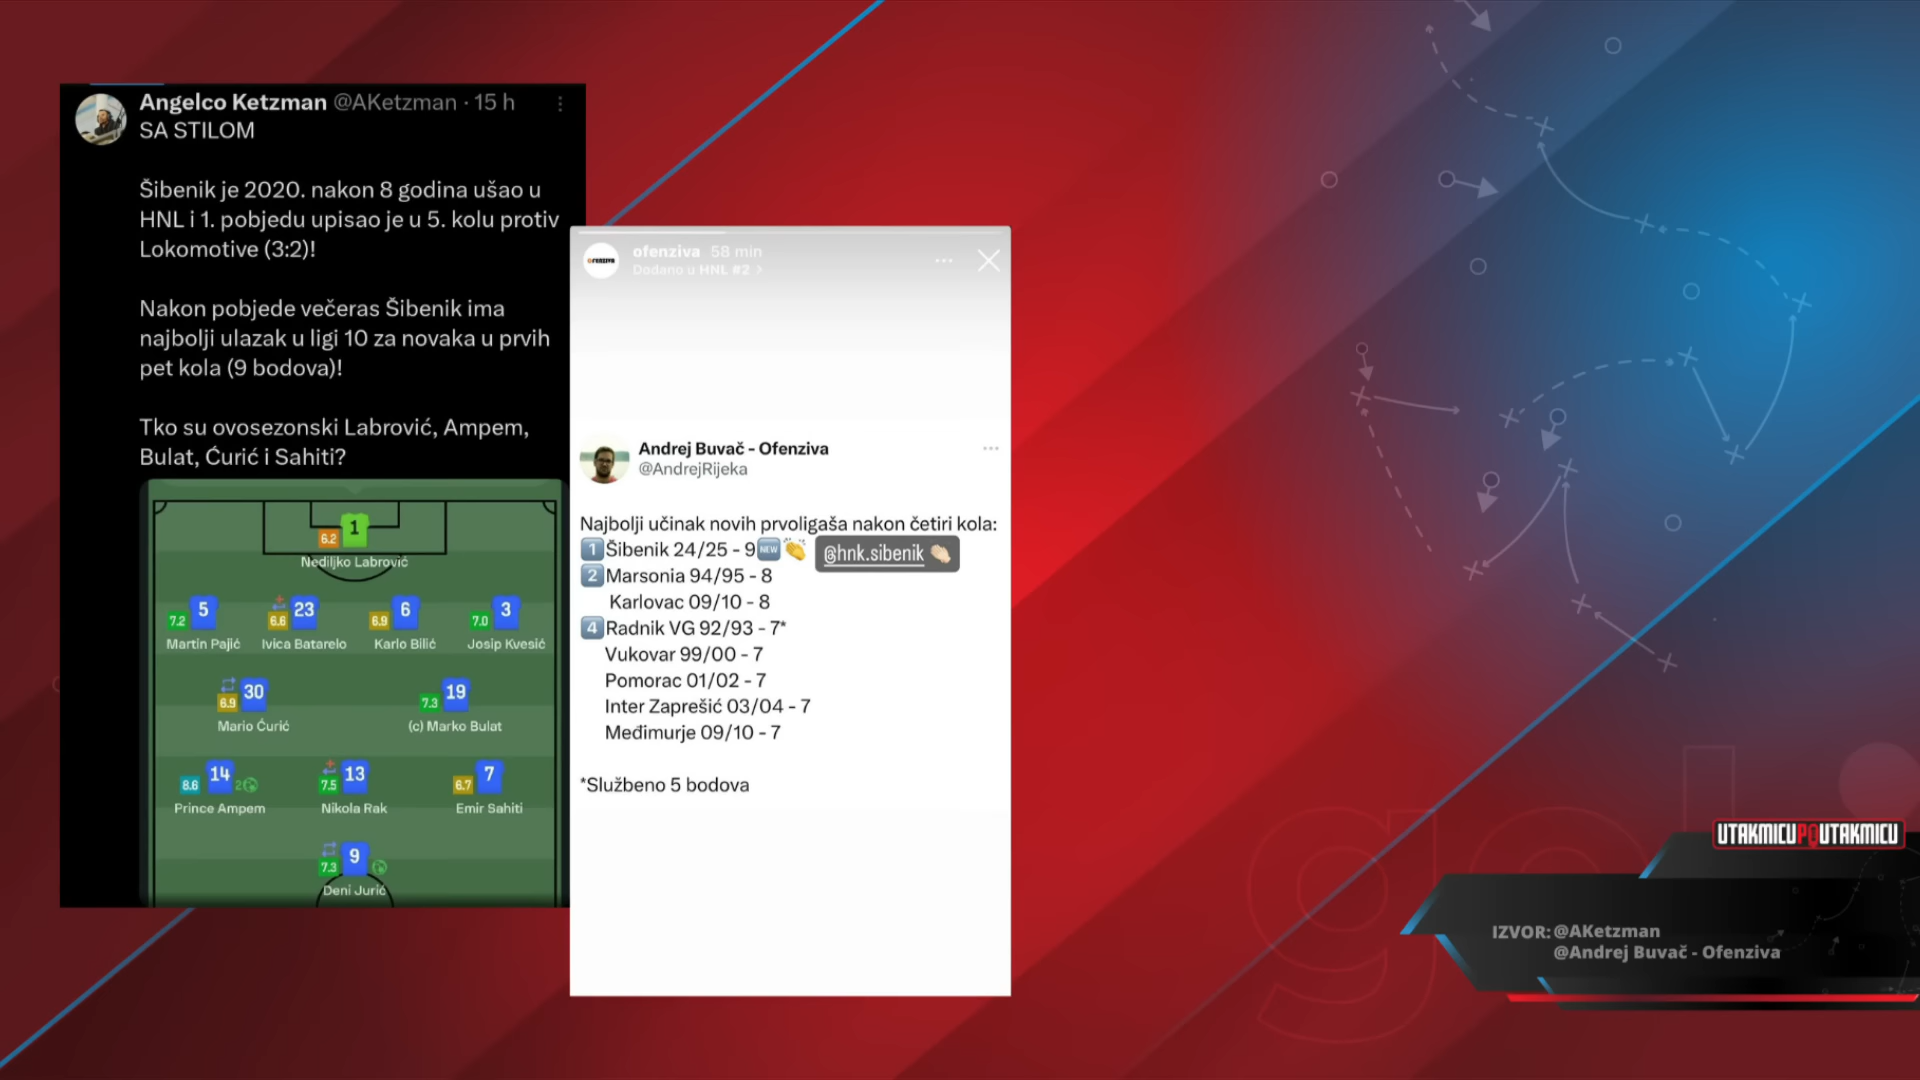 Angelco Ketzman @AKetzman · 15 h
SA STILOM
Šibenik je 2020. nakon 8 godina ušao u
HNL i 1. pobjedu upisao je u 5. kolu protiv
Lokomotive (3:2)!
Nakon pobjede večeras Šibenik ima
najbolji ulazak u ligi 10 za novaka u prvih
pet kola (9 bodova)!
Tko su ovosezonski Labrović, Ampem,
Bulat, Ćurić i Sahiti?
1
6.2
Nediljko Labrović
5 23 6 3
7.2 6.6 6.9 7.0
Martin Pajić Ivica Batarelo Karlo Bilić Josip Kvesić
30 19
6.9 7.3
Mario Ćurić (c) Marko Bulat
14 13 7
8.6 2 7.5 6.7
Prince Ampem Nikola Rak Emir Sahiti
9
7.3
Deni Jurić
ofenziva 58 min
Dodano u HNL #2 >
OFENZIVA
Andrej Buvač - Ofenziva
@AndrejRijeka
Najbolji učinak novih prvoligaša nakon četiri kola:
1 Šibenik 24/25 - 9 NEW 👏 @hnk.sibenik 👏🏻
2 Marsonia 94/95 - 8
Karlovac 09/10 - 8
4 Radnik VG 92/93 - 7*
Vukovar 99/00 - 7
Pomorac 01/02 - 7
Inter Zaprešić 03/04 - 7
Međimurje 09/10 - 7
*Službeno 5 bodova
gol
UTAKMICU PO UTAKMICU
IZVOR: @AKetzman
@Andrej Buvač - Ofenziva